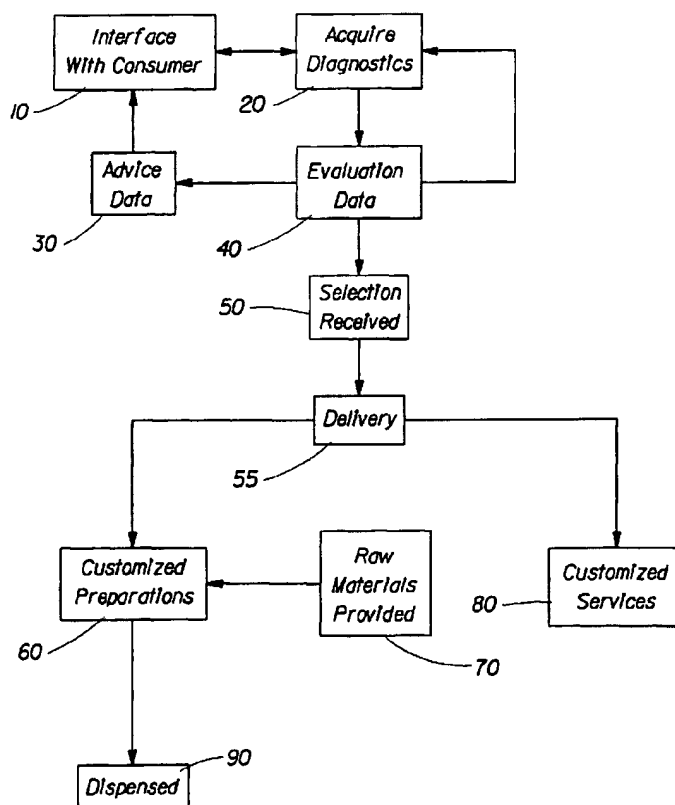 Interface
With Consumer
10
Acquire
Diagnostics
20
Advice
Data
30
Evaluation
Data
40
Selection
Received
50
Delivery
55
Customized
Preparations
60
Raw
Materials
Provided
70
Customized
Services
80
Dispensed
90